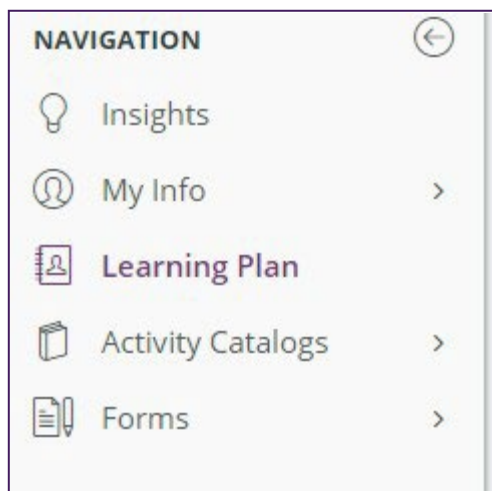 NAVIGATION
Insights
My Info
Learning Plan
Activity Catalogs
Forms